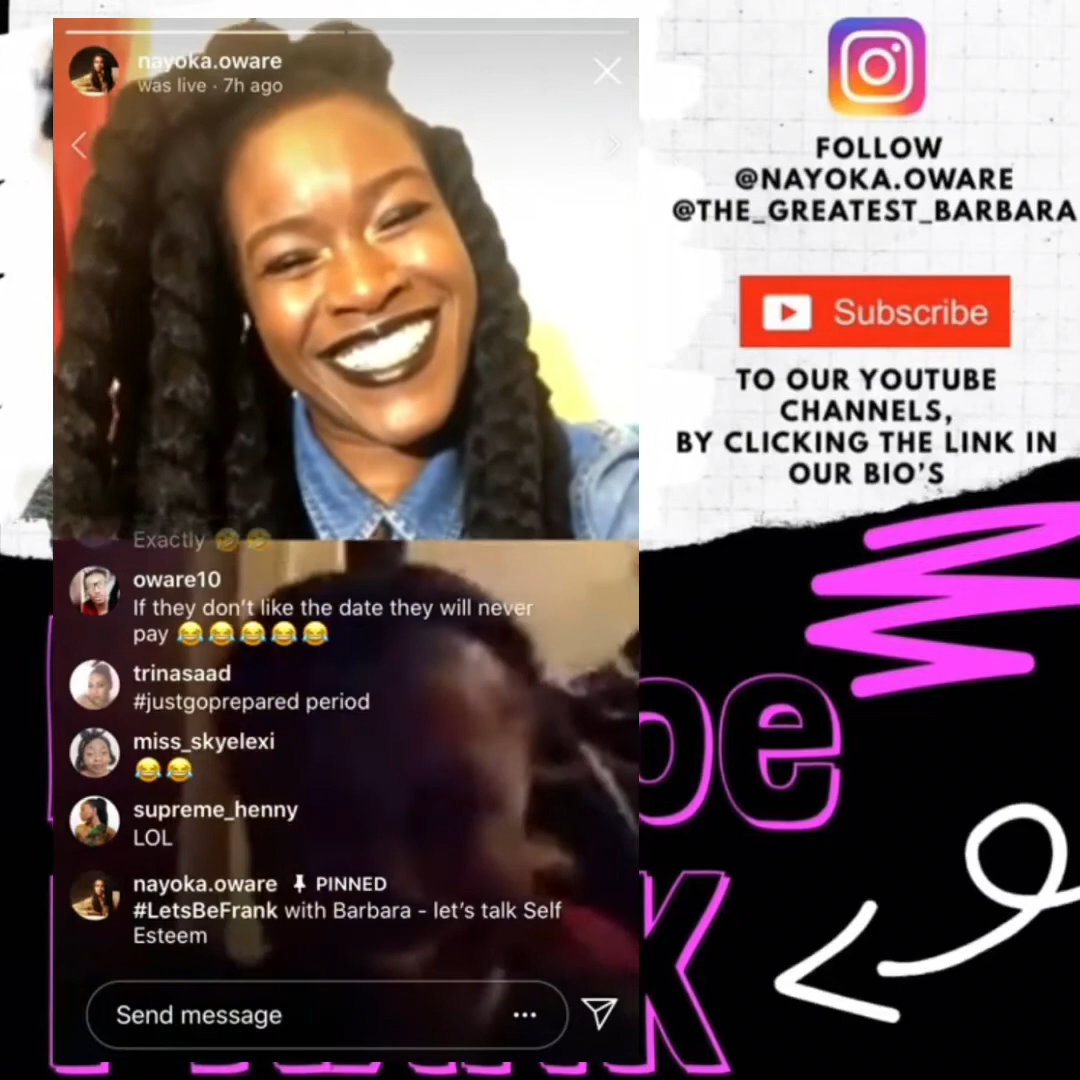 nayoka.oware
was live · 7h ago
Exactly 🤣🤣
oware10
If they don't like the date they will never
pay 😂😂😂😂😂
trinasaad
#justgoprepared period
miss_skyelexi
😂😂
supreme_henny
LOL
nayoka.oware PINNED
#LetsBeFrank with Barbara - let's talk Self
Esteem
Send message
FOLLOW
@NAYOKA.OWARE
@THE_GREATEST_BARBARA
Subscribe
TO OUR YOUTUBE
CHANNELS,
BY CLICKING THE LINK IN
OUR BIO'S